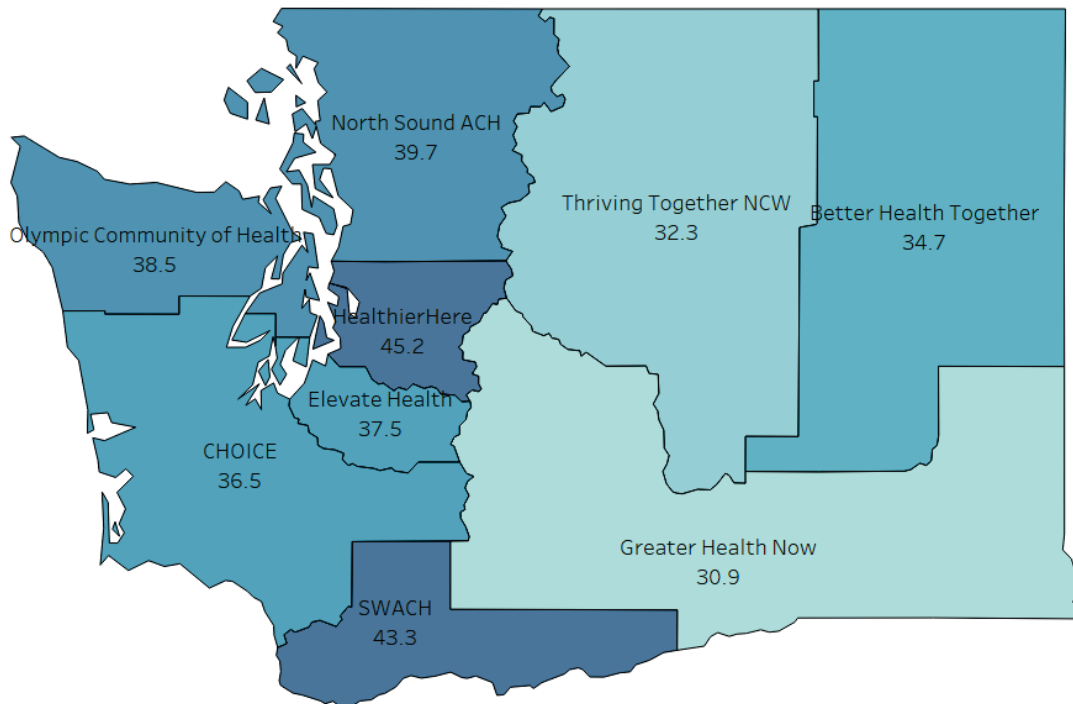 North Sound ACH
39.7
Thriving Together NCW
32.3
Better Health Together
34.7
Olympic Community of Health
38.5
HealthierHere
45.2
Elevate Health
37.5
CHOICE
36.5
Greater Health Now
30.9
SWACH
43.3